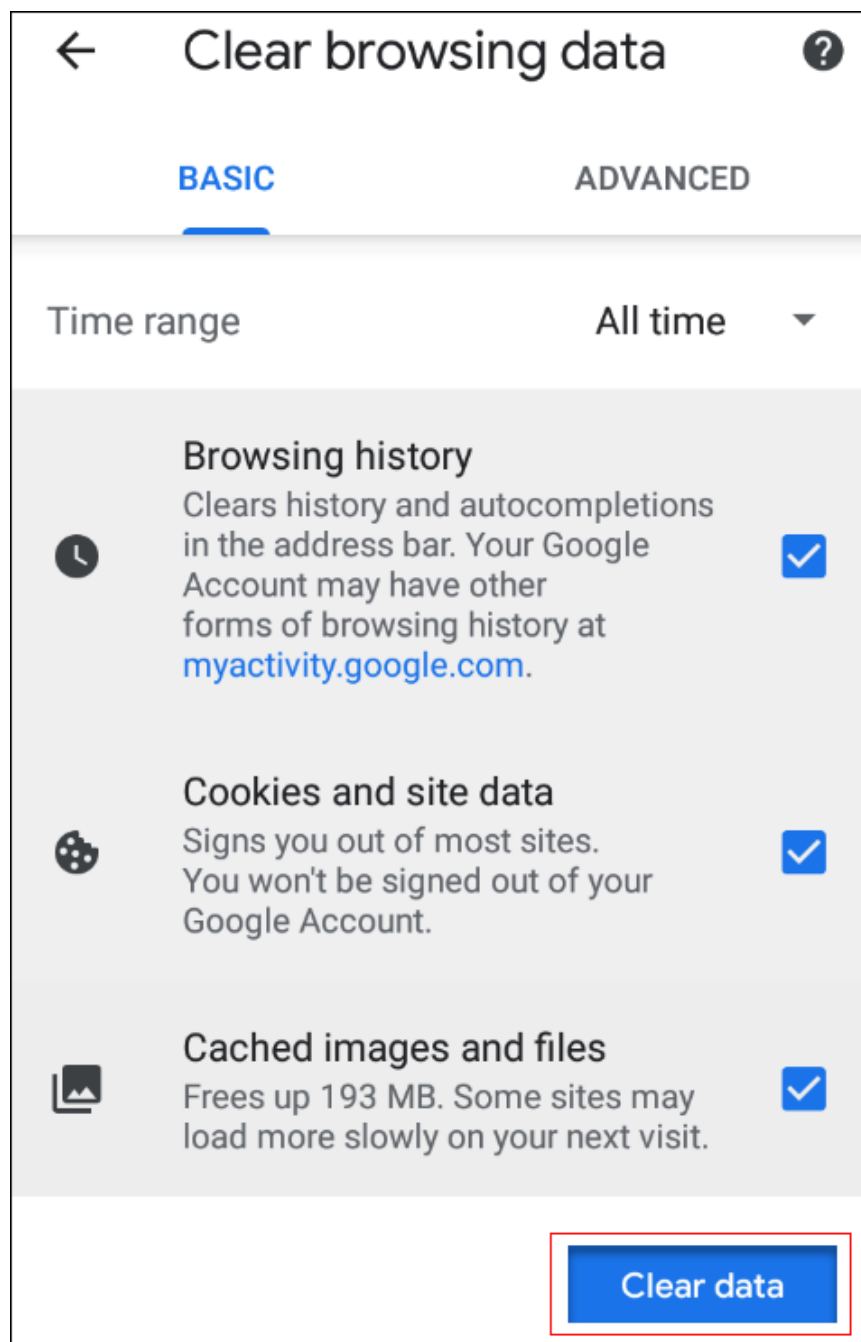 Clear browsing data
BASIC
ADVANCED
Time range
All time
Browsing history
Clears history and autocompletions
in the address bar. Your Google
Account may have other
forms of browsing history at
myactivity.google.com.
Cookies and site data
Signs you out of most sites.
You won't be signed out of your
Google Account.
Cached images and files
Frees up 193 MB. Some sites may
load more slowly on your next visit.
Clear data